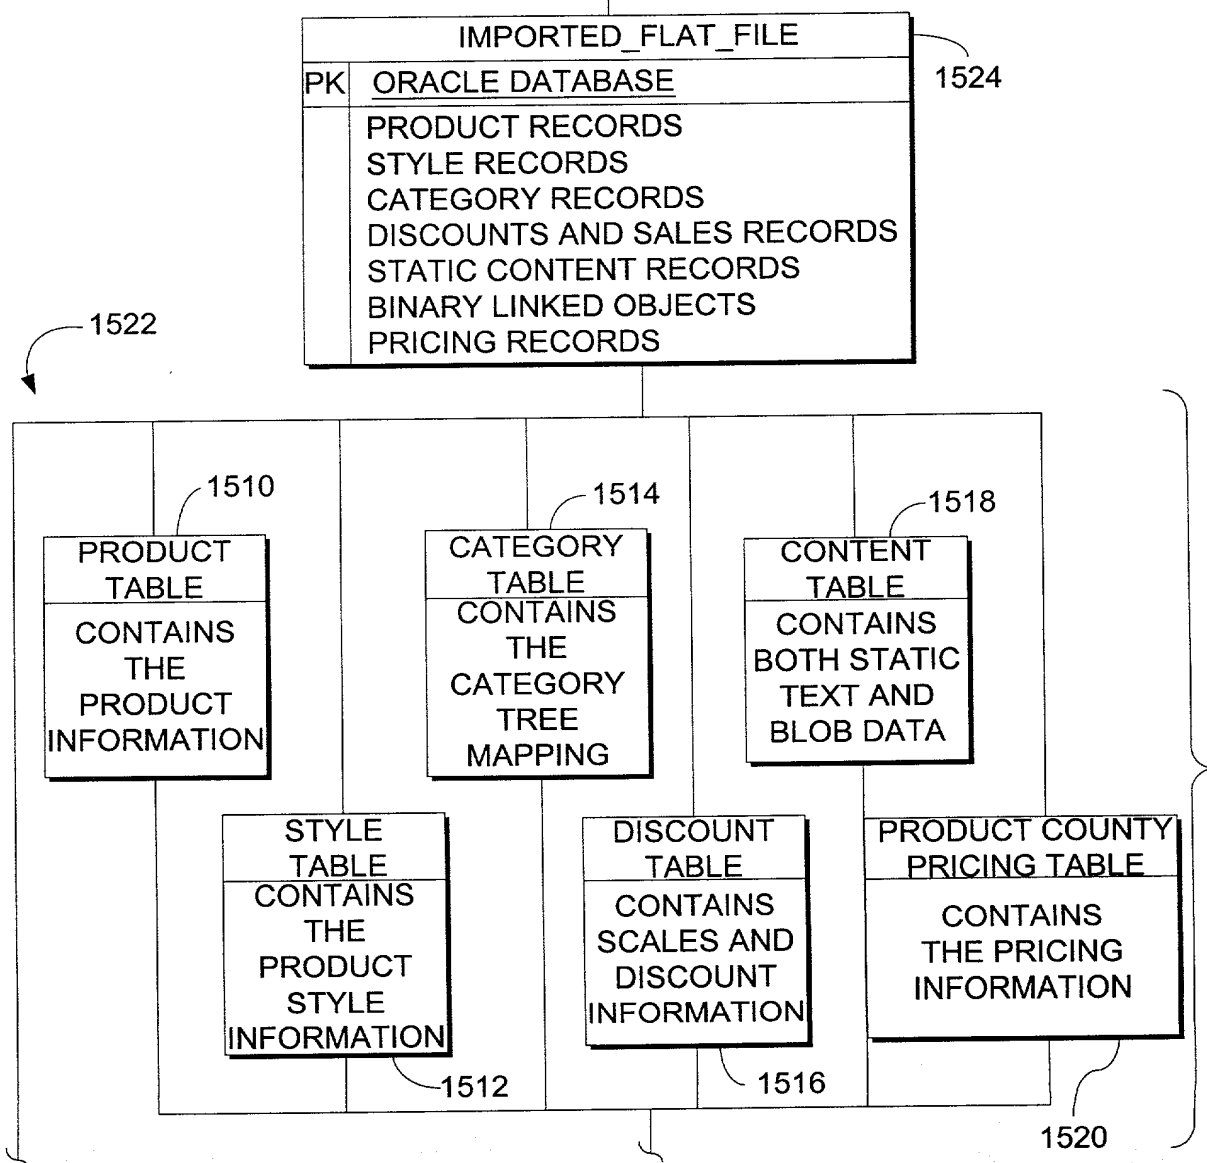 IMPORTED_FLAT_FILE
1524
PK ORACLE DATABASE
PRODUCT RECORDS
STYLE RECORDS
CATEGORY RECORDS
DISCOUNTS AND SALES RECORDS
STATIC CONTENT RECORDS
BINARY LINKED OBJECTS
PRICING RECORDS
1522
1510
PRODUCT
TABLE
CONTAINS
THE
PRODUCT
INFORMATION
1514
CATEGORY
TABLE
CONTAINS
THE
CATEGORY
TREE
MAPPING
1518
CONTENT
TABLE
CONTAINS
BOTH STATIC
TEXT AND
BLOB DATA
STYLE
TABLE
CONTAINS
THE
PRODUCT
STYLE
INFORMATION
1512
DISCOUNT
TABLE
CONTAINS
SCALES AND
DISCOUNT
INFORMATION
1516
PRODUCT COUNTY
PRICING TABLE
CONTAINS
THE PRICING
INFORMATION
1520